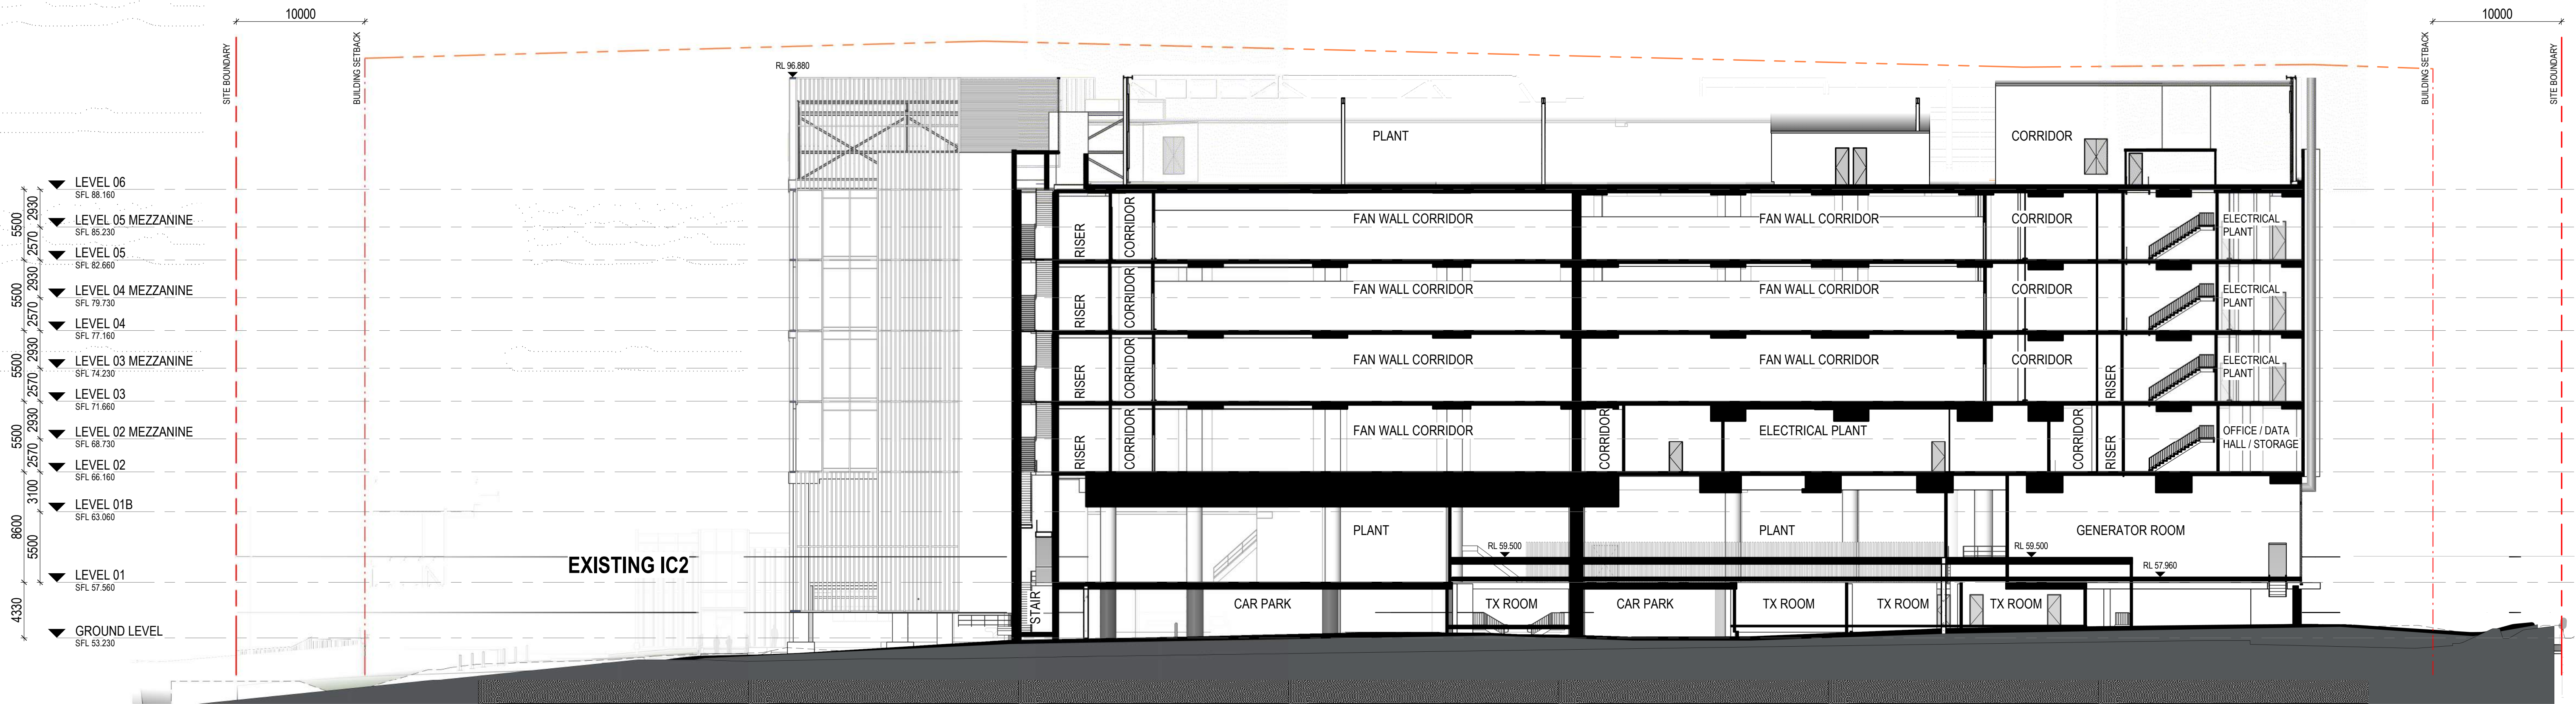 10000
10000
SITE BOUNDARY
BUILDING SETBACK
BUILDING SETBACK
SITE BOUNDARY
RL 96.880
PLANT
CORRIDOR
LEVEL 06
SFL 88.160
LEVEL 05 MEZZANINE
SFL 85.230
LEVEL 05
SFL 82.660
LEVEL 04 MEZZANINE
SFL 79.730
LEVEL 04
SFL 77.160
LEVEL 03 MEZZANINE
SFL 74.230
LEVEL 03
SFL 71.660
LEVEL 02 MEZZANINE
SFL 68.730
LEVEL 02
SFL 66.160
LEVEL 01B
SFL 63.060
LEVEL 01
SFL 57.560
GROUND LEVEL
SFL 53.230
5500
2930
2570
5500
2930
2570
5500
2930
2570
5500
2930
2570
8600
3100
5500
4330
RISER
CORRIDOR
FAN WALL CORRIDOR
FAN WALL CORRIDOR
CORRIDOR
ELECTRICAL
PLANT
RISER
CORRIDOR
FAN WALL CORRIDOR
FAN WALL CORRIDOR
CORRIDOR
ELECTRICAL
PLANT
RISER
CORRIDOR
FAN WALL CORRIDOR
FAN WALL CORRIDOR
CORRIDOR
RISER
ELECTRICAL
PLANT
RISER
CORRIDOR
FAN WALL CORRIDOR
CORRIDOR
ELECTRICAL PLANT
CORRIDOR
RISER
OFFICE / DATA
HALL / STORAGE
PLANT
PLANT
GENERATOR ROOM
RL 59.500
RL 59.500
RL 57.960
EXISTING IC2
STAIR
CAR PARK
TX ROOM
CAR PARK
TX ROOM
TX ROOM
TX ROOM